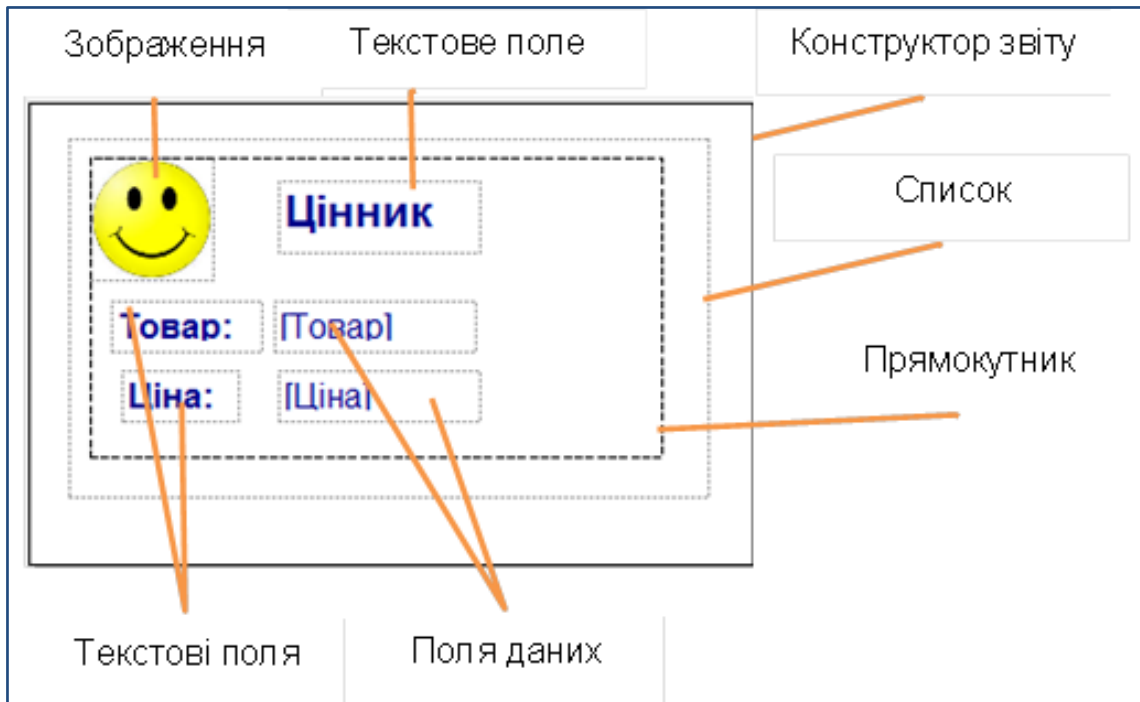 Зображення
Текстове поле
Конструктор звіту
Список
Цінник
Товар:
[Товар]
Прямокутник
Ціна:
[Ціна]
Текстові поля
Поля даних